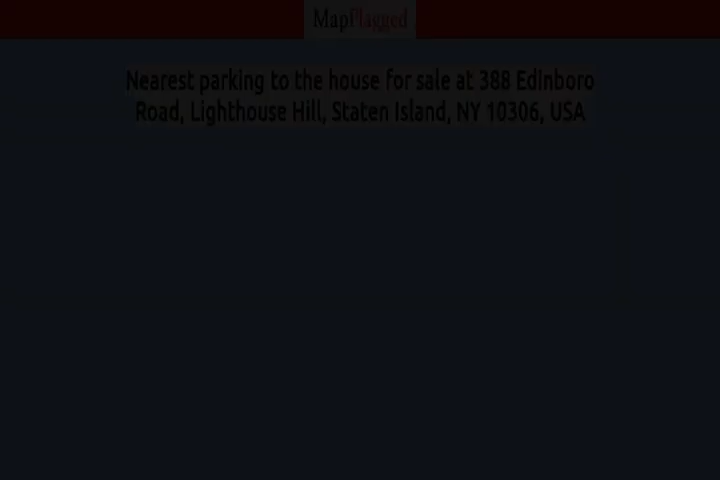 MapFlagged
Nearest parking to the house for sale at 388 Edinboro
Road, Lighthouse Hill, Staten Island, NY 10306, USA